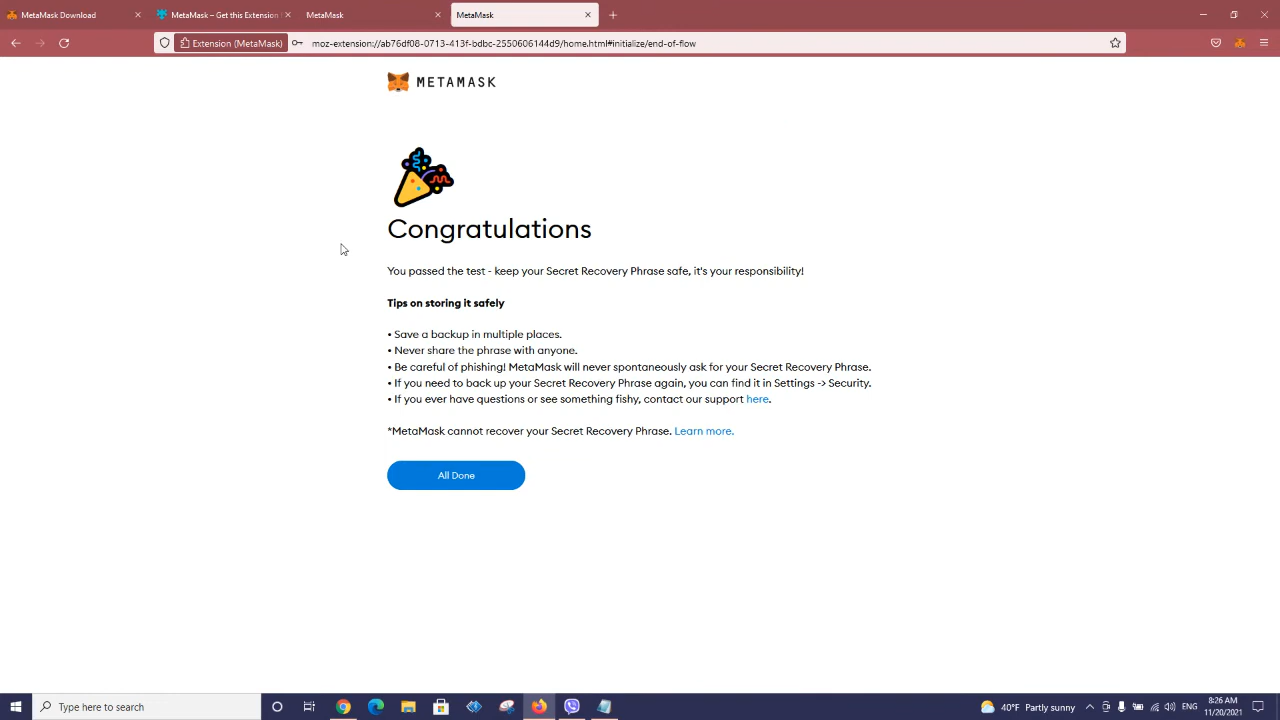 MetaMask Download
MetaMask – Get this Extension
MetaMask
MetaMask
Extension (MetaMask)
moz-extension://ab76df08-0713-413f-bdbc-2550606144d9/home.html#initialize/end-of-flow
METAMASK
Congratulations
You passed the test - keep your Secret Recovery Phrase safe, it's your responsibility!
Tips on storing it safely
• Save a backup in multiple places.
• Never share the phrase with anyone.
• Be careful of phishing! MetaMask will never spontaneously ask for your Secret Recovery Phrase.
• If you need to back up your Secret Recovery Phrase again, you can find it in Settings -> Security.
• If you ever have questions or see something fishy, contact our support here.
*MetaMask cannot recover your Secret Recovery Phrase. Learn more.
All Done
Type here to search
40°F Partly sunny
ENG
8:26 AM
11/20/2021